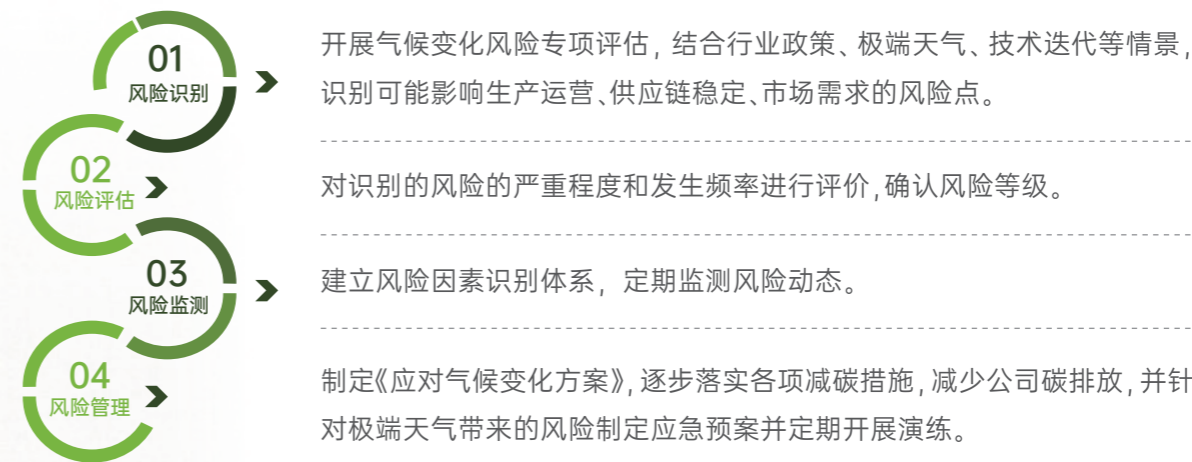 01
风险识别
开展气候变化风险专项评估，结合行业政策、极端天气、技术迭代等情景，
识别可能影响生产运营、供应链稳定、市场需求的风险点。
02
风险评估
对识别的风险的严重程度和发生频率进行评价，确认风险等级。
03
风险监测
建立风险因素识别体系，定期监测风险动态。
04
风险管理
制定《应对气候变化方案》，逐步落实各项减碳措施，减少公司碳排放，并针
对极端天气带来的风险制定应急预案并定期开展演练。